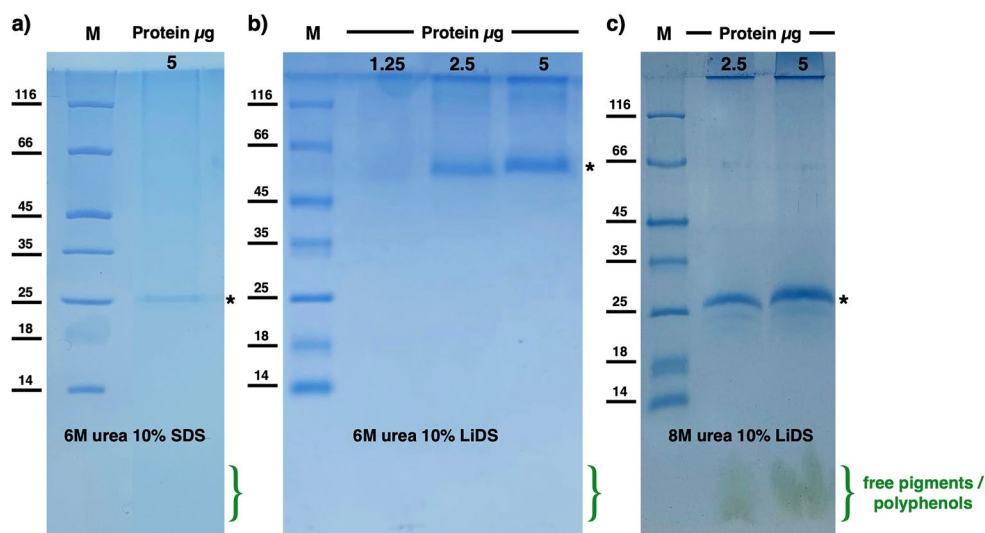 a)
M
Protein µg
5
116
66
45
35
25
18
14
*
6M urea 10% SDS
b)
M
Protein µg
1.25
2.5
5
116
66
45
35
25
18
14
*
6M urea 10% LiDS
c)
M
Protein µg
2.5
5
116
66
45
35
25
18
14
*
8M urea 10% LiDS
free pigments /
polyphenols